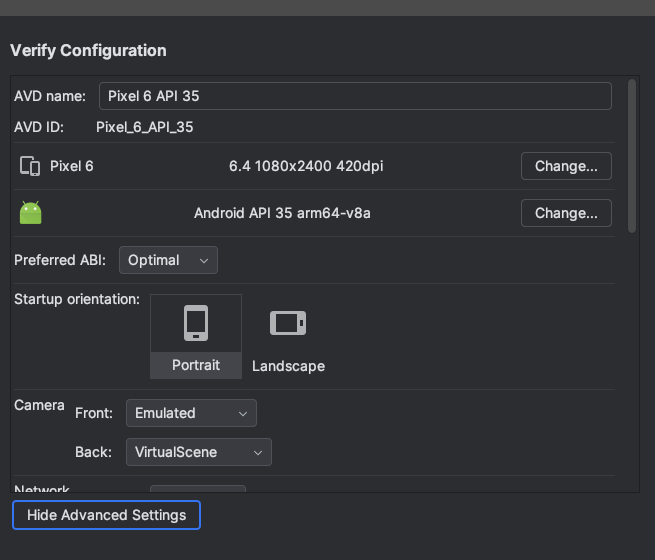 Verify Configuration
AVD name: Pixel 6 API 35
AVD ID: Pixel_6_API_35
Pixel 6 6.4 1080x2400 420dpi Change...
Android API 35 arm64-v8a Change...
Preferred ABI: Optimal
Startup orientation:
Portrait
Landscape
Camera Front: Emulated
Back: VirtualScene
Network
Hide Advanced Settings